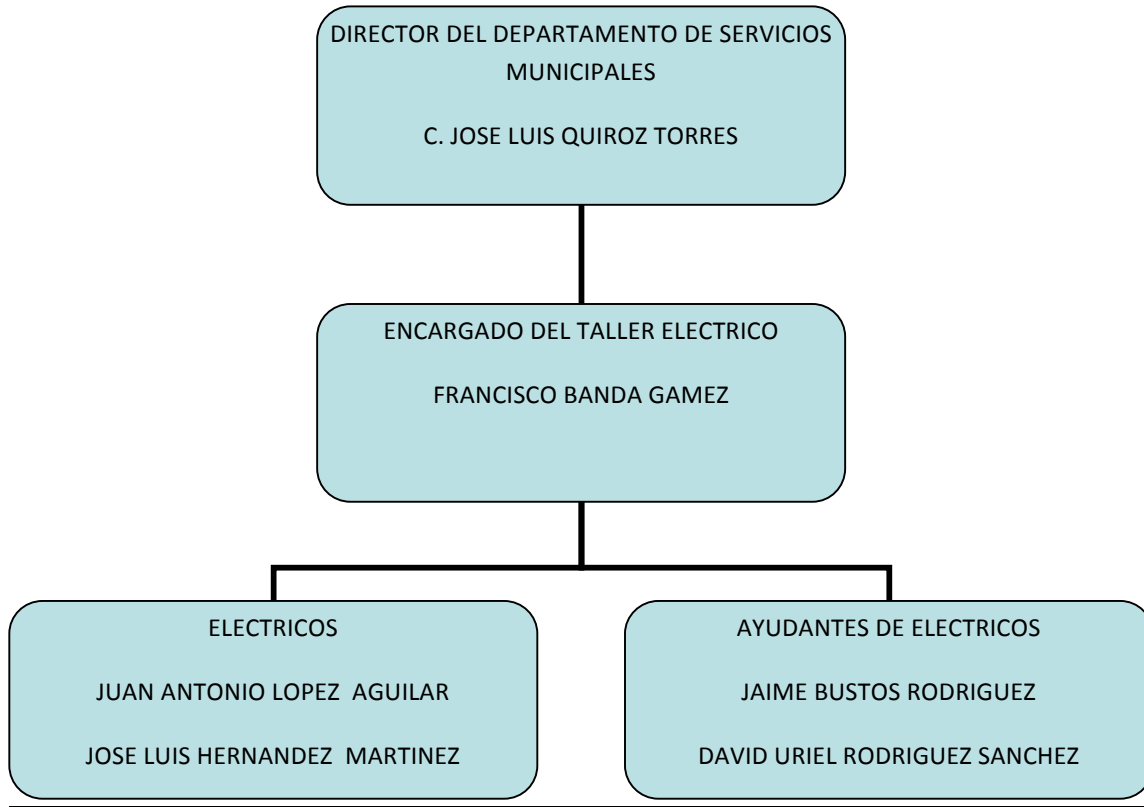 DIRECTOR DEL DEPARTAMENTO DE SERVICIOS
MUNICIPALES
C. JOSE LUIS QUIROZ TORRES
ENCARGADO DEL TALLER ELECTRICO
FRANCISCO BANDA GAMEZ
ELECTRICOS
JUAN ANTONIO LOPEZ  AGUILAR
JOSE LUIS HERNANDEZ  MARTINEZ
AYUDANTES DE ELECTRICOS
JAIME BUSTOS RODRIGUEZ
DAVID URIEL RODRIGUEZ SANCHEZ